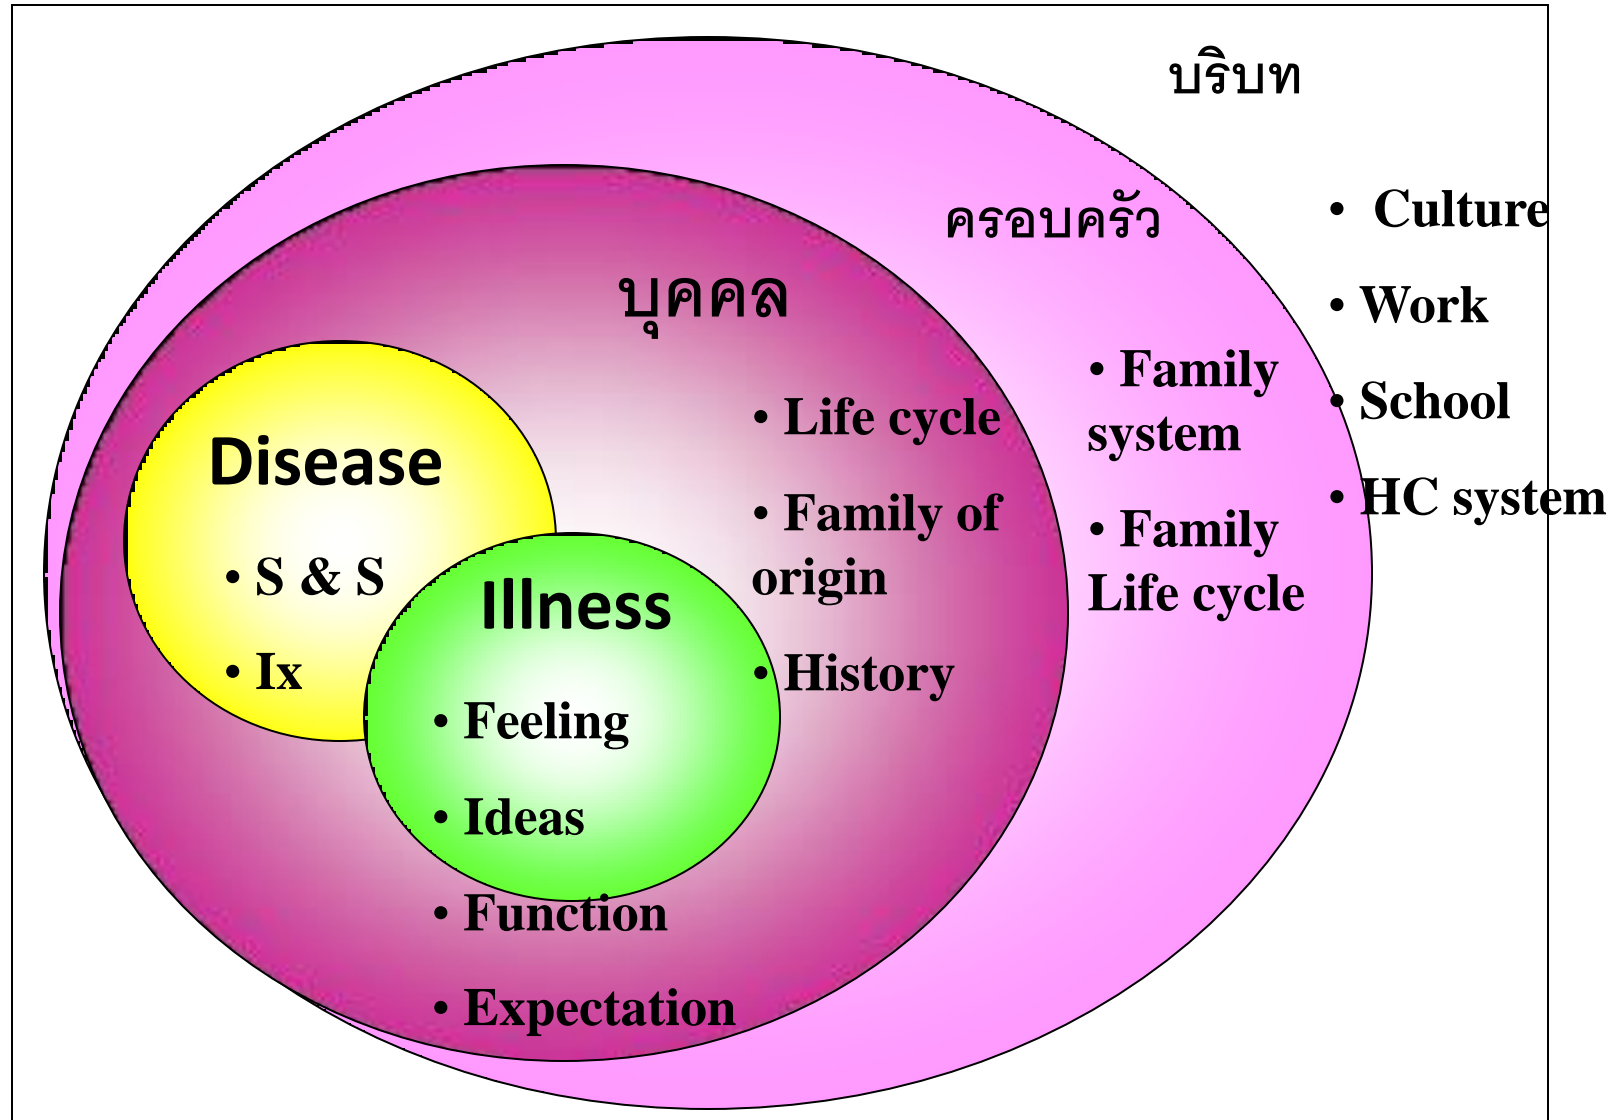 บริบท
• Culture
• Work
• School
• HC system
ครอบครัว
• Family
system
• Family
Life cycle
บุคคล
• Life cycle
• Family of
origin
• History
Disease
• S & S
• Ix
Illness
• Feeling
• Ideas
• Function
• Expectation